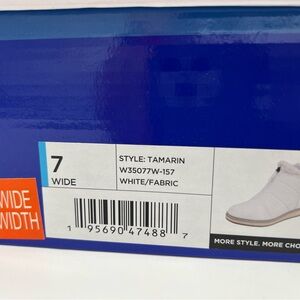 7
WIDE
STYLE: TAMARIN
W35077W-157
WHITE/FABRIC
WIDE
WIDTH
1 95690 47488 7
MORE STYLE. MORE CHO